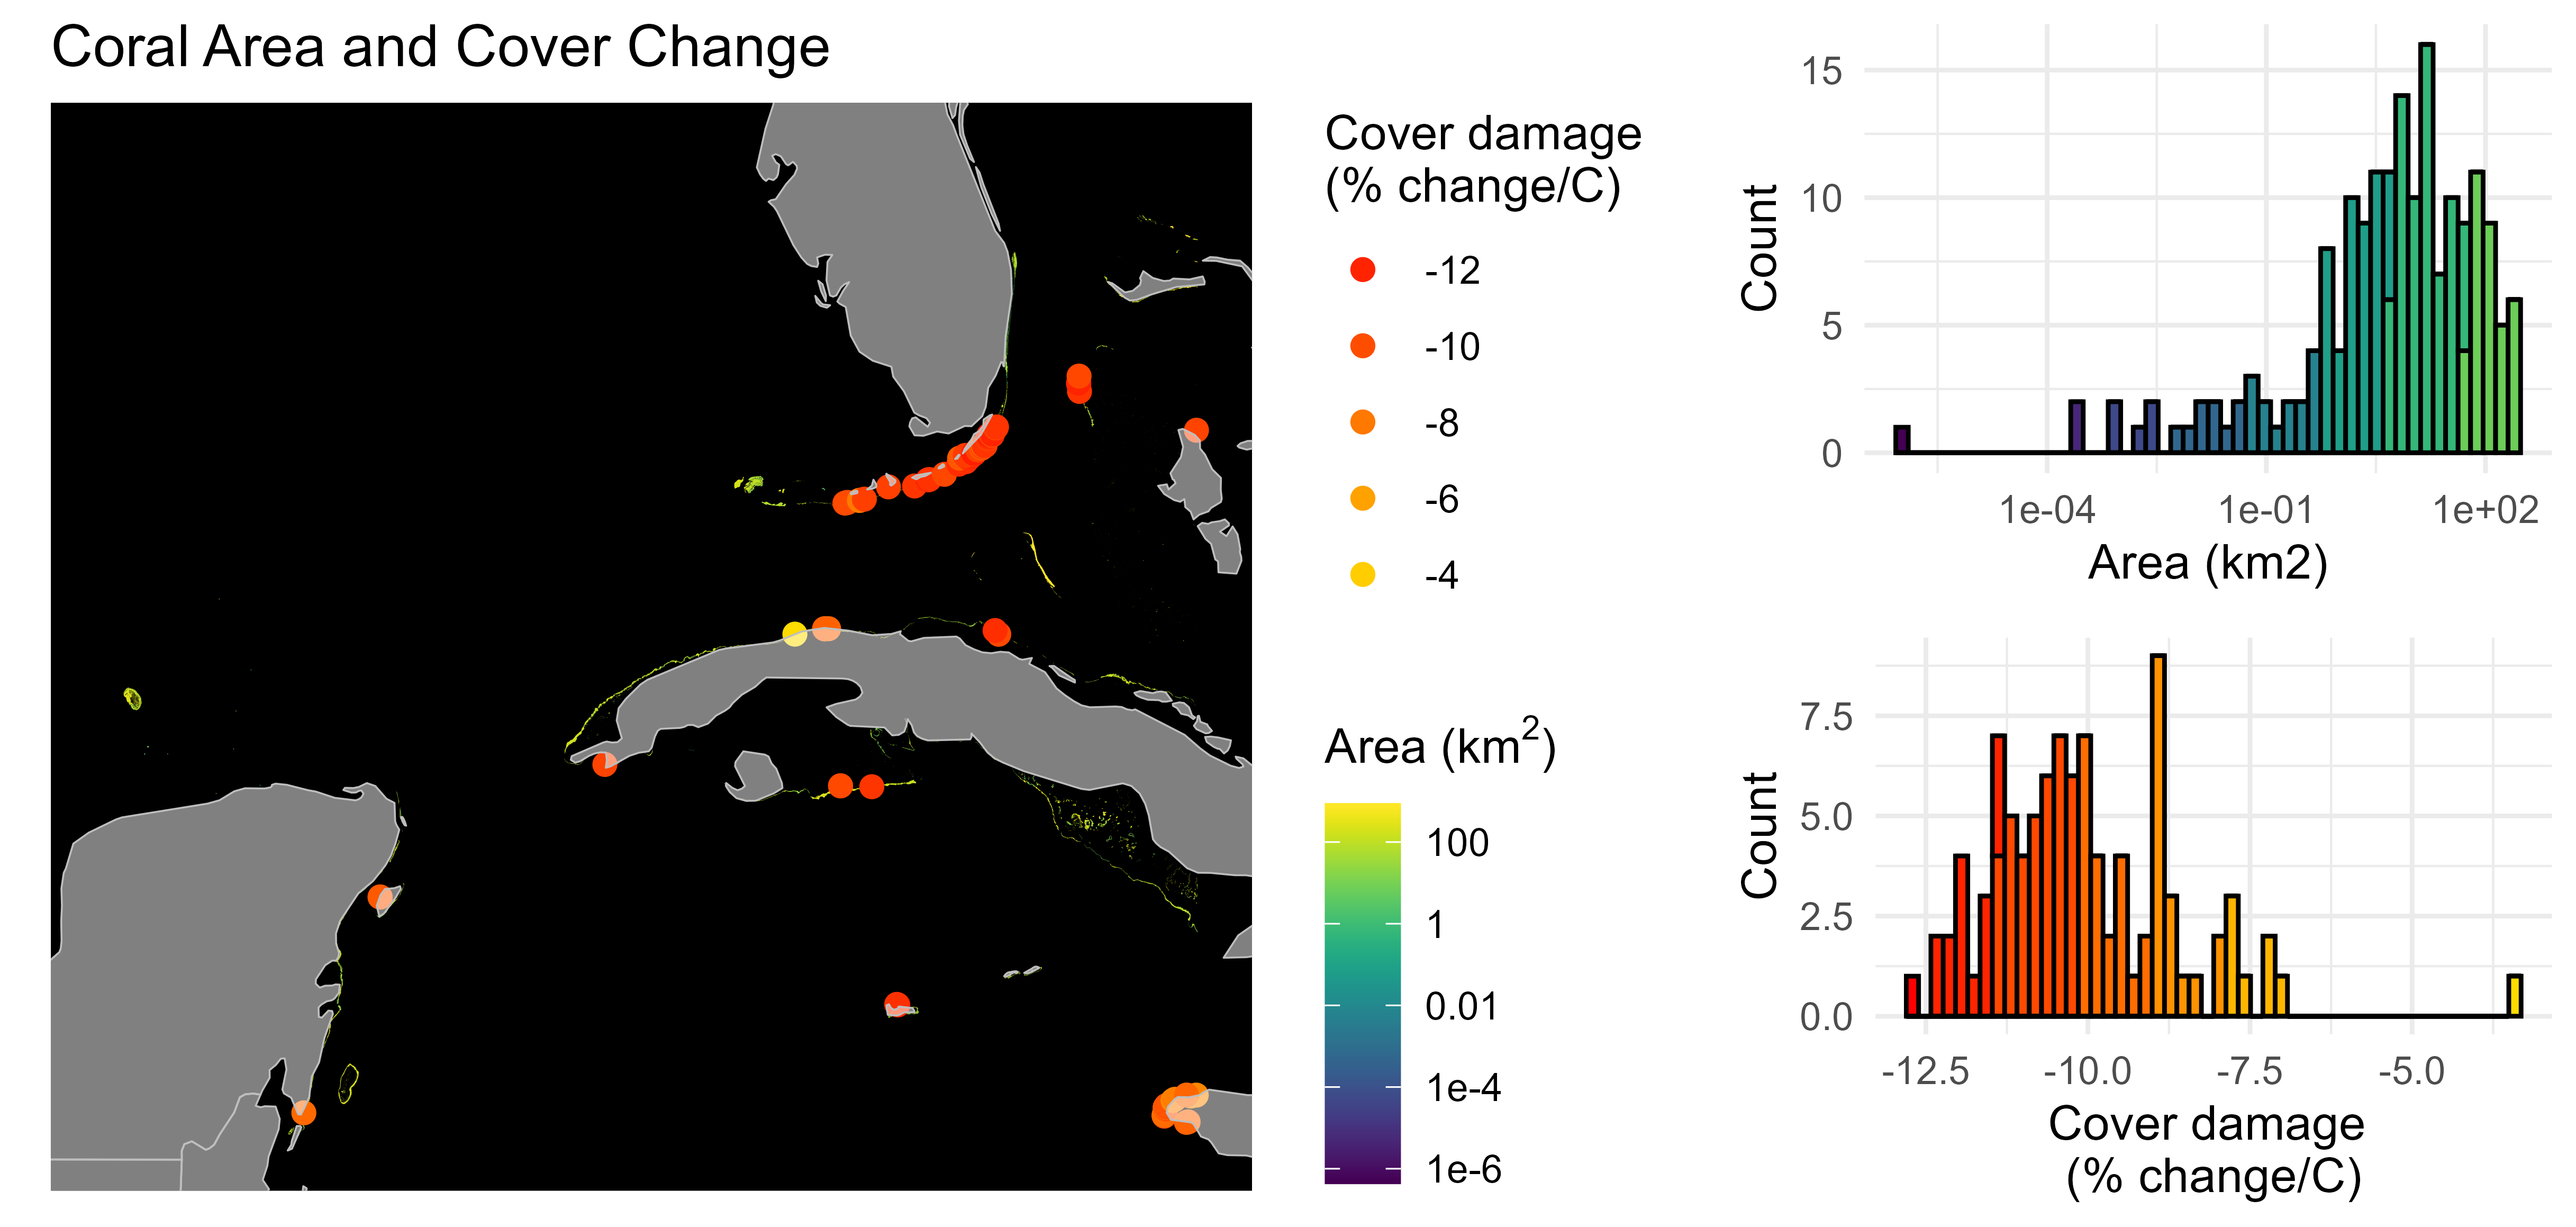 Coral Area and Cover Change
Cover damage
(% change/C)
-12
-10
-8
-6
-4
Area (km²)
100
1
0.01
1e-4
1e-6
15
10
5
0
Count
1e-04 1e-01 1e+02
Area (km2)
7.5
5.0
2.5
0.0
Count
-12.5 -10.0 -7.5 -5.0
Cover damage
(% change/C)